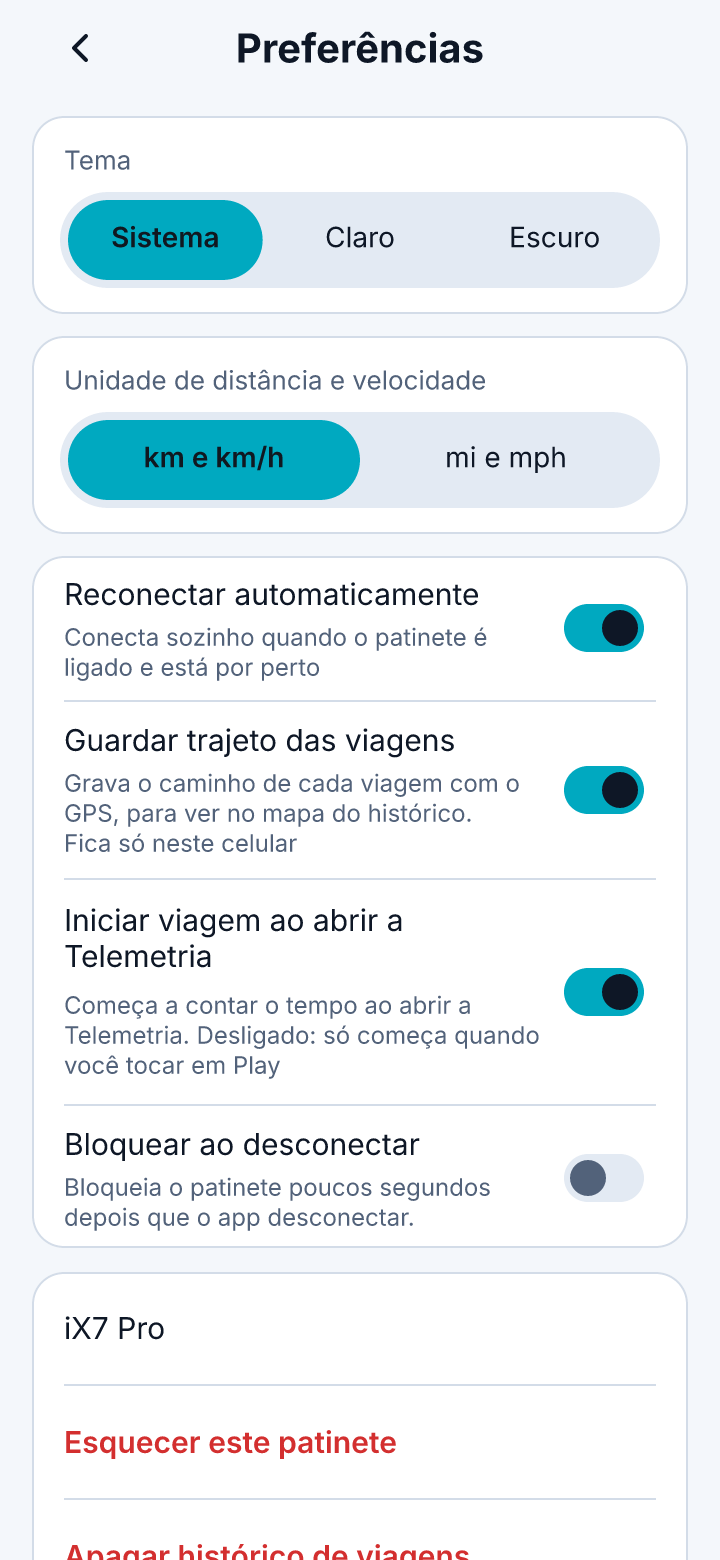 Preferências
Tema
Sistema
Claro
Escuro
Unidade de distância e velocidade
km e km/h
mi e mph
Reconectar automaticamente
Conecta sozinho quando o patinete é
ligado e está por perto
Guardar trajeto das viagens
Grava o caminho de cada viagem com o
GPS, para ver no mapa do histórico.
Fica só neste celular
Iniciar viagem ao abrir a
Telemetria
Começa a contar o tempo ao abrir a
Telemetria. Desligado: só começa quando
você tocar em Play
Bloquear ao desconectar
Bloqueia o patinete poucos segundos
depois que o app desconectar.
iX7 Pro
Esquecer este patinete
Apagar histórico de viagens